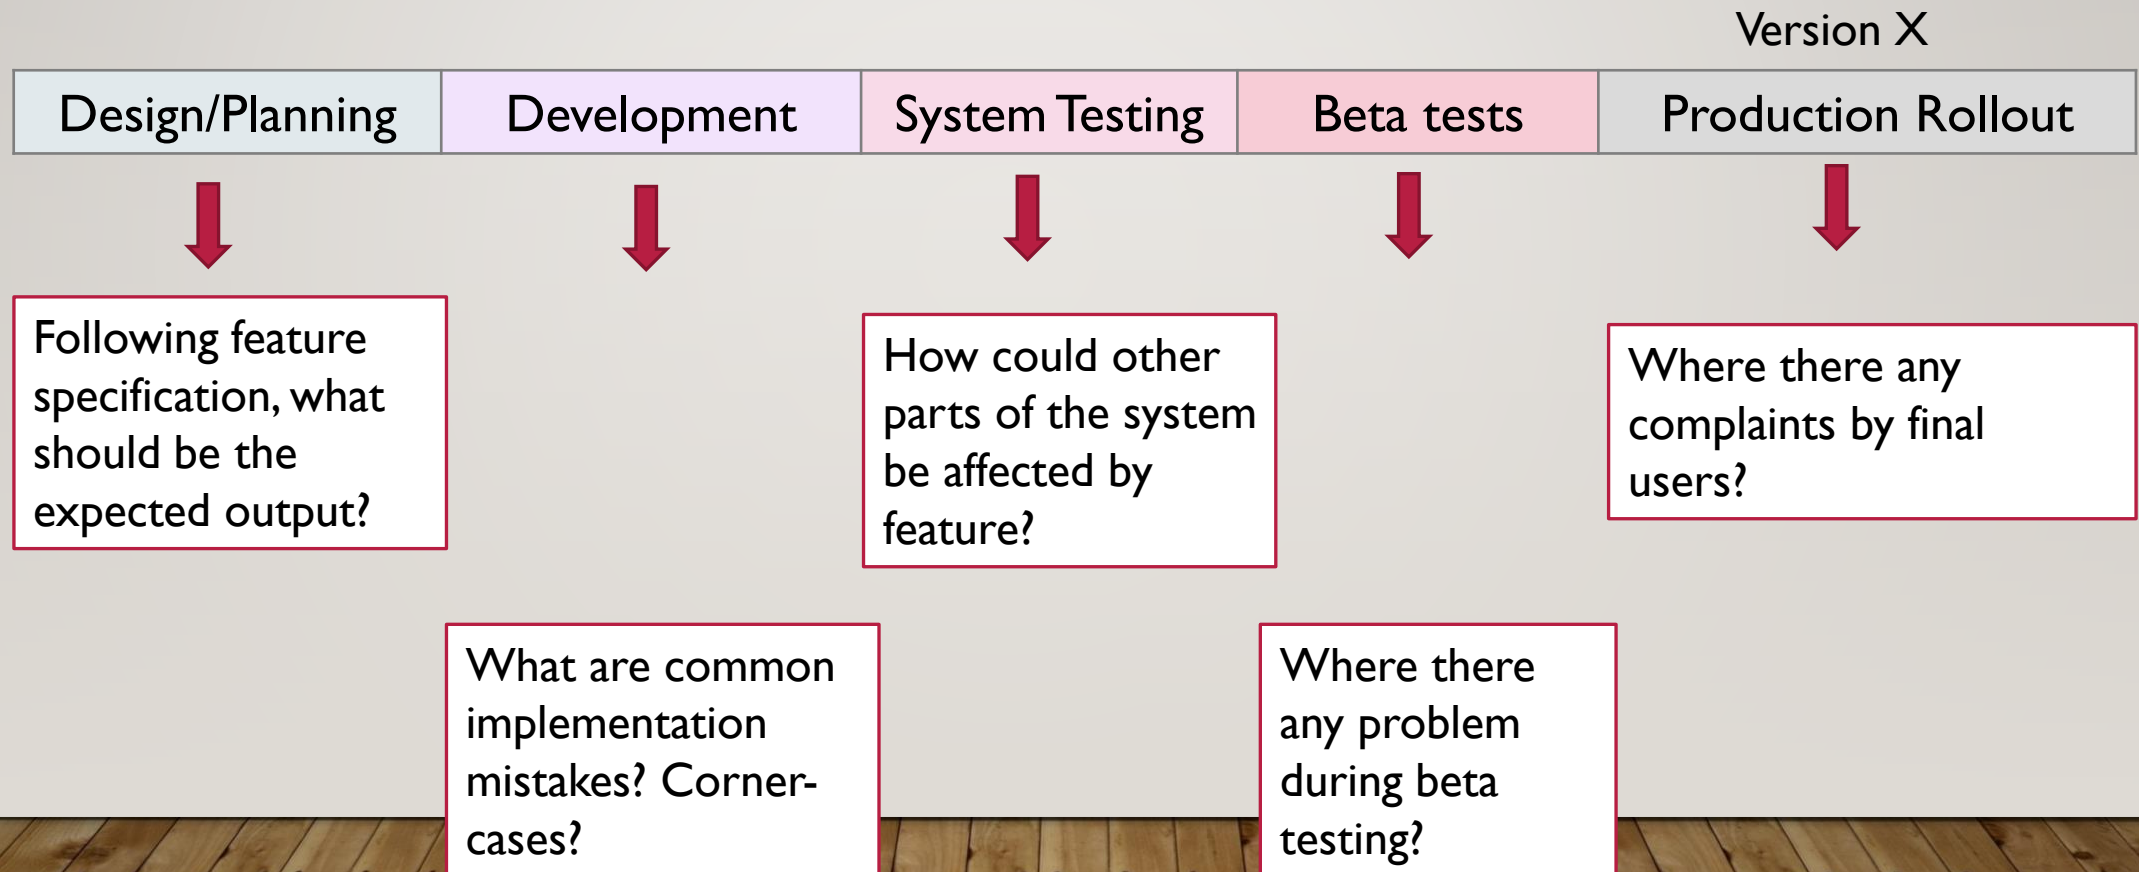 Version X
Design/Planning
Development
System Testing
Beta tests
Production Rollout
Following feature
specification, what
should be the
expected output?
What are common
implementation
mistakes? Corner-
cases?
How could other
parts of the system
be affected by
feature?
Where there
any problem
during beta
testing?
Where there any
complaints by final
users?